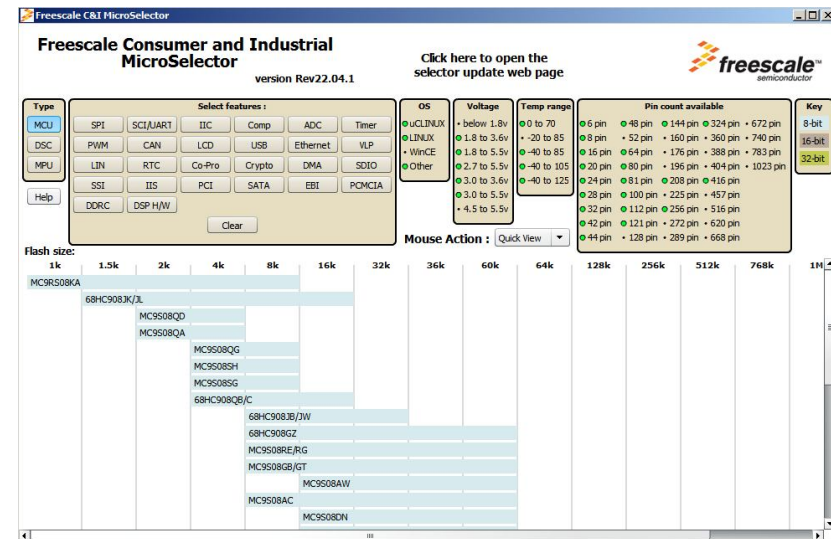 Freescale C&I MicroSelector
Freescale Consumer and Industrial
MicroSelector
version Rev22.04.1
Click here to open the
selector update web page
freescale™
semiconductor
Type
MCU
DSC
MPU
Help
Select features :
SPI SCI/UART IIC Comp ADC Timer
PWM CAN LCD USB Ethernet VLP
LIN RTC Co-Pro Crypto DMA SDIO
SSI IIS PCI SATA EBI PCMCIA
DDRC DSP H/W
Clear
OS
uCLINUX
LINUX
WinCE
Other
Voltage
below 1.8v
1.8 to 3.6v
1.8 to 5.5v
2.7 to 5.5v
3.0 to 3.6v
3.0 to 5.5v
4.5 to 5.5v
Temp range
0 to 70
-20 to 85
-40 to 85
-40 to 105
-40 to 125
Pin count available
6 pin 48 pin 144 pin 324 pin 672 pin
8 pin 52 pin 160 pin 360 pin 740 pin
16 pin 64 pin 176 pin 388 pin 783 pin
20 pin 80 pin 196 pin 404 pin 1023 pin
24 pin 81 pin 208 pin 416 pin
28 pin 100 pin 225 pin 457 pin
32 pin 112 pin 256 pin 516 pin
42 pin 121 pin 272 pin 620 pin
44 pin 128 pin 289 pin 668 pin
Key
8-bit
16-bit
32-bit
Mouse Action : Quick View
Flash size:
1k 1.5k 2k 4k 8k 16k 32k 36k 60k 64k 128k 256k 512k 768k 1M
MC9RS08KA
68HC908JK/JL
MC9S08QD
MC9S08QA
MC9S08QG
MC9S08SH
MC9S08SG
68HC908QB/C
68HC908JB/JW
68HC908GZ
MC9S08RE/RG
MC9S08GB/GT
MC9S08AW
MC9S08AC
MC9S08DN